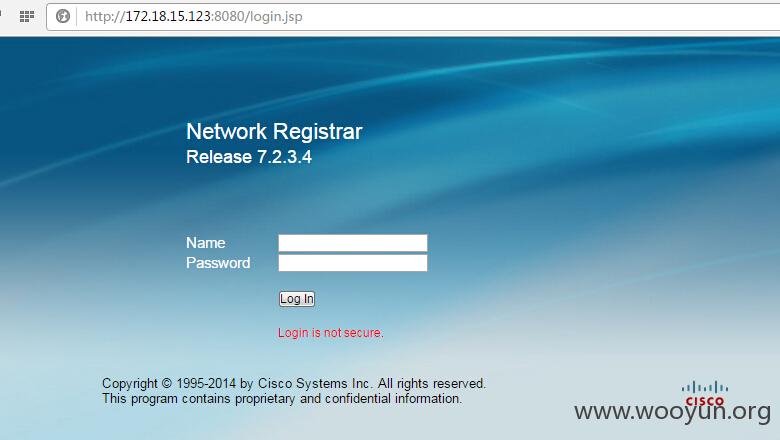 http://172.18.15.123:8080/login.jsp
Network Registrar
Release 7.2.3.4
Name
Password
Log In
Login is not secure.
Copyright © 1995-2014 by Cisco Systems Inc. All rights reserved.
This program contains proprietary and confidential information.
CISCO
www.wooyun.org